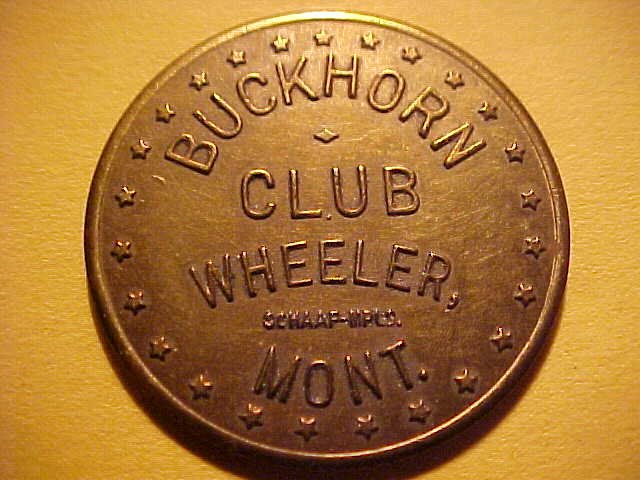 BUCKHORN
CLUB
WHEELER,
SCHAAF-MPLS.
MONT.